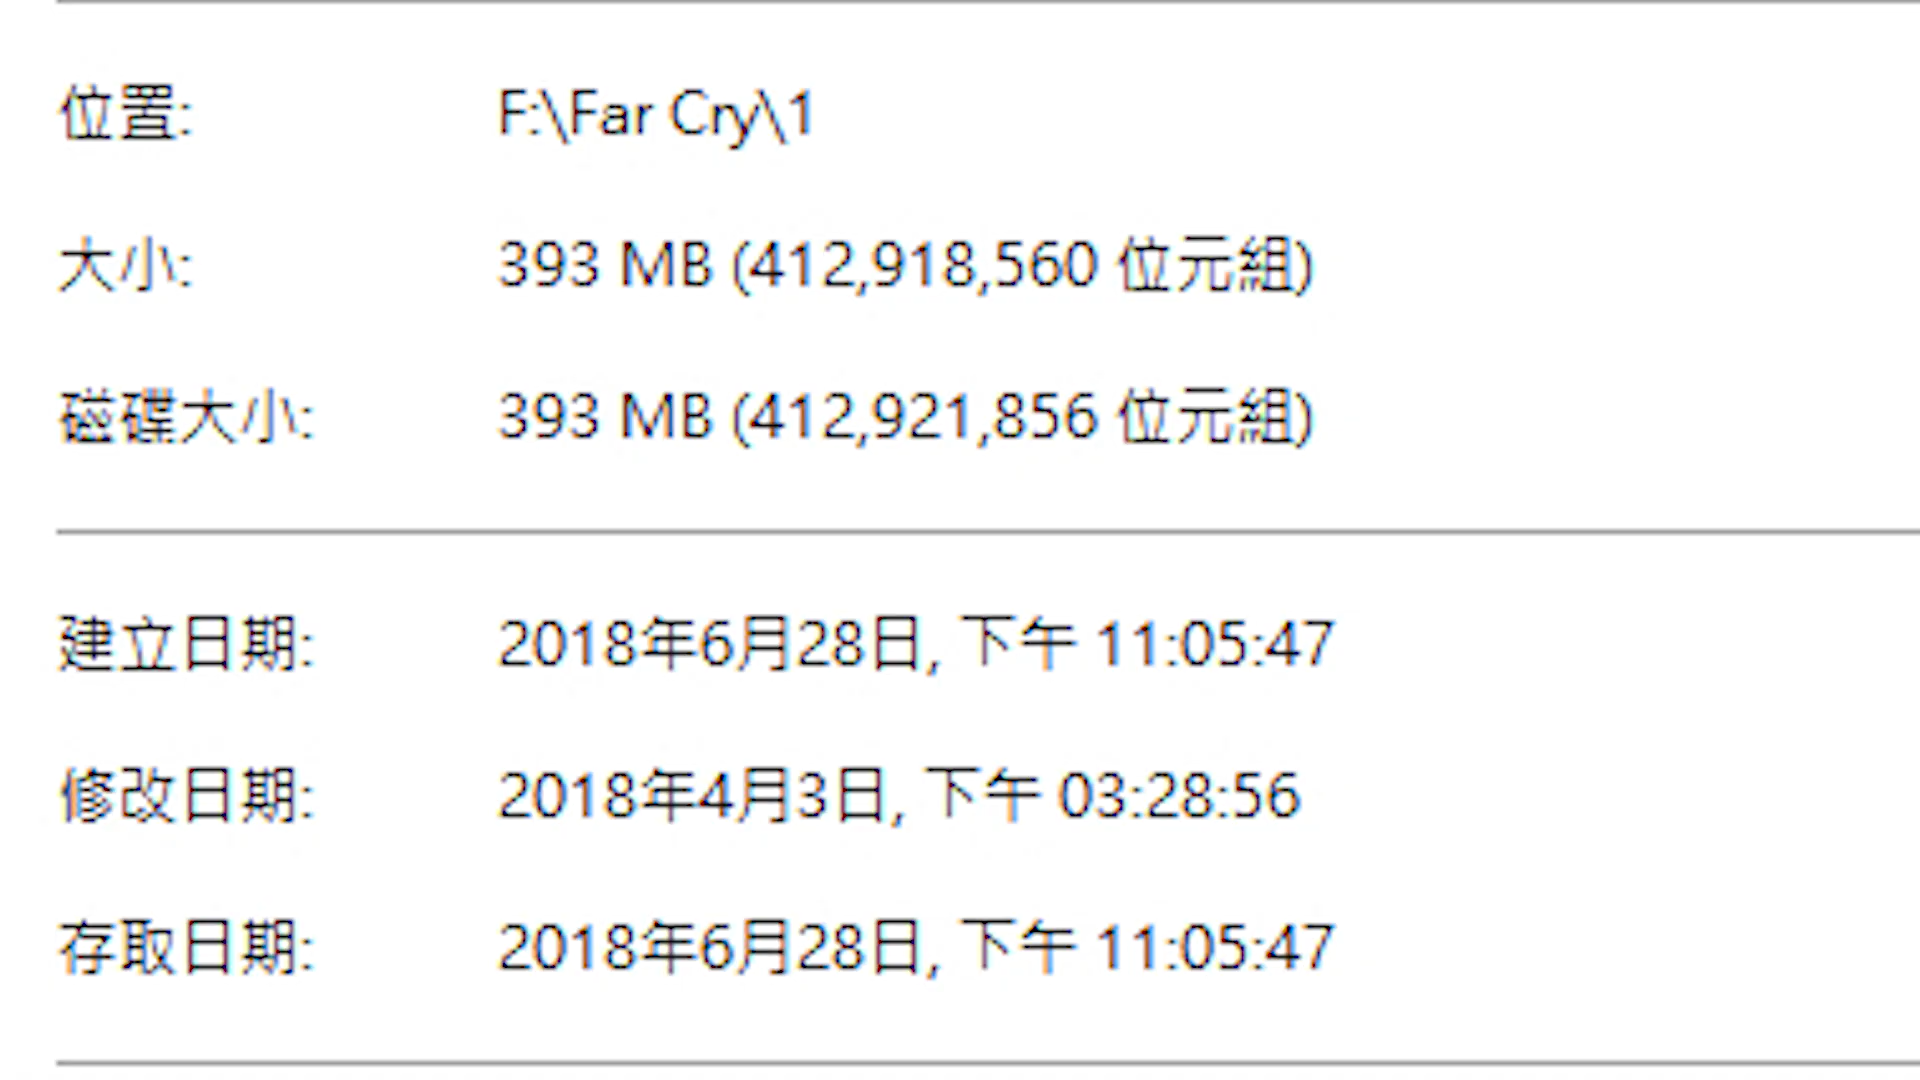 位置: F:\Far Cry\1
大小: 393 MB (412,918,560 位元組)
磁碟大小: 393 MB (412,921,856 位元組)
建立日期: 2018年6月28日, 下午 11:05:47
修改日期: 2018年4月3日, 下午 03:28:56
存取日期: 2018年6月28日, 下午 11:05:47